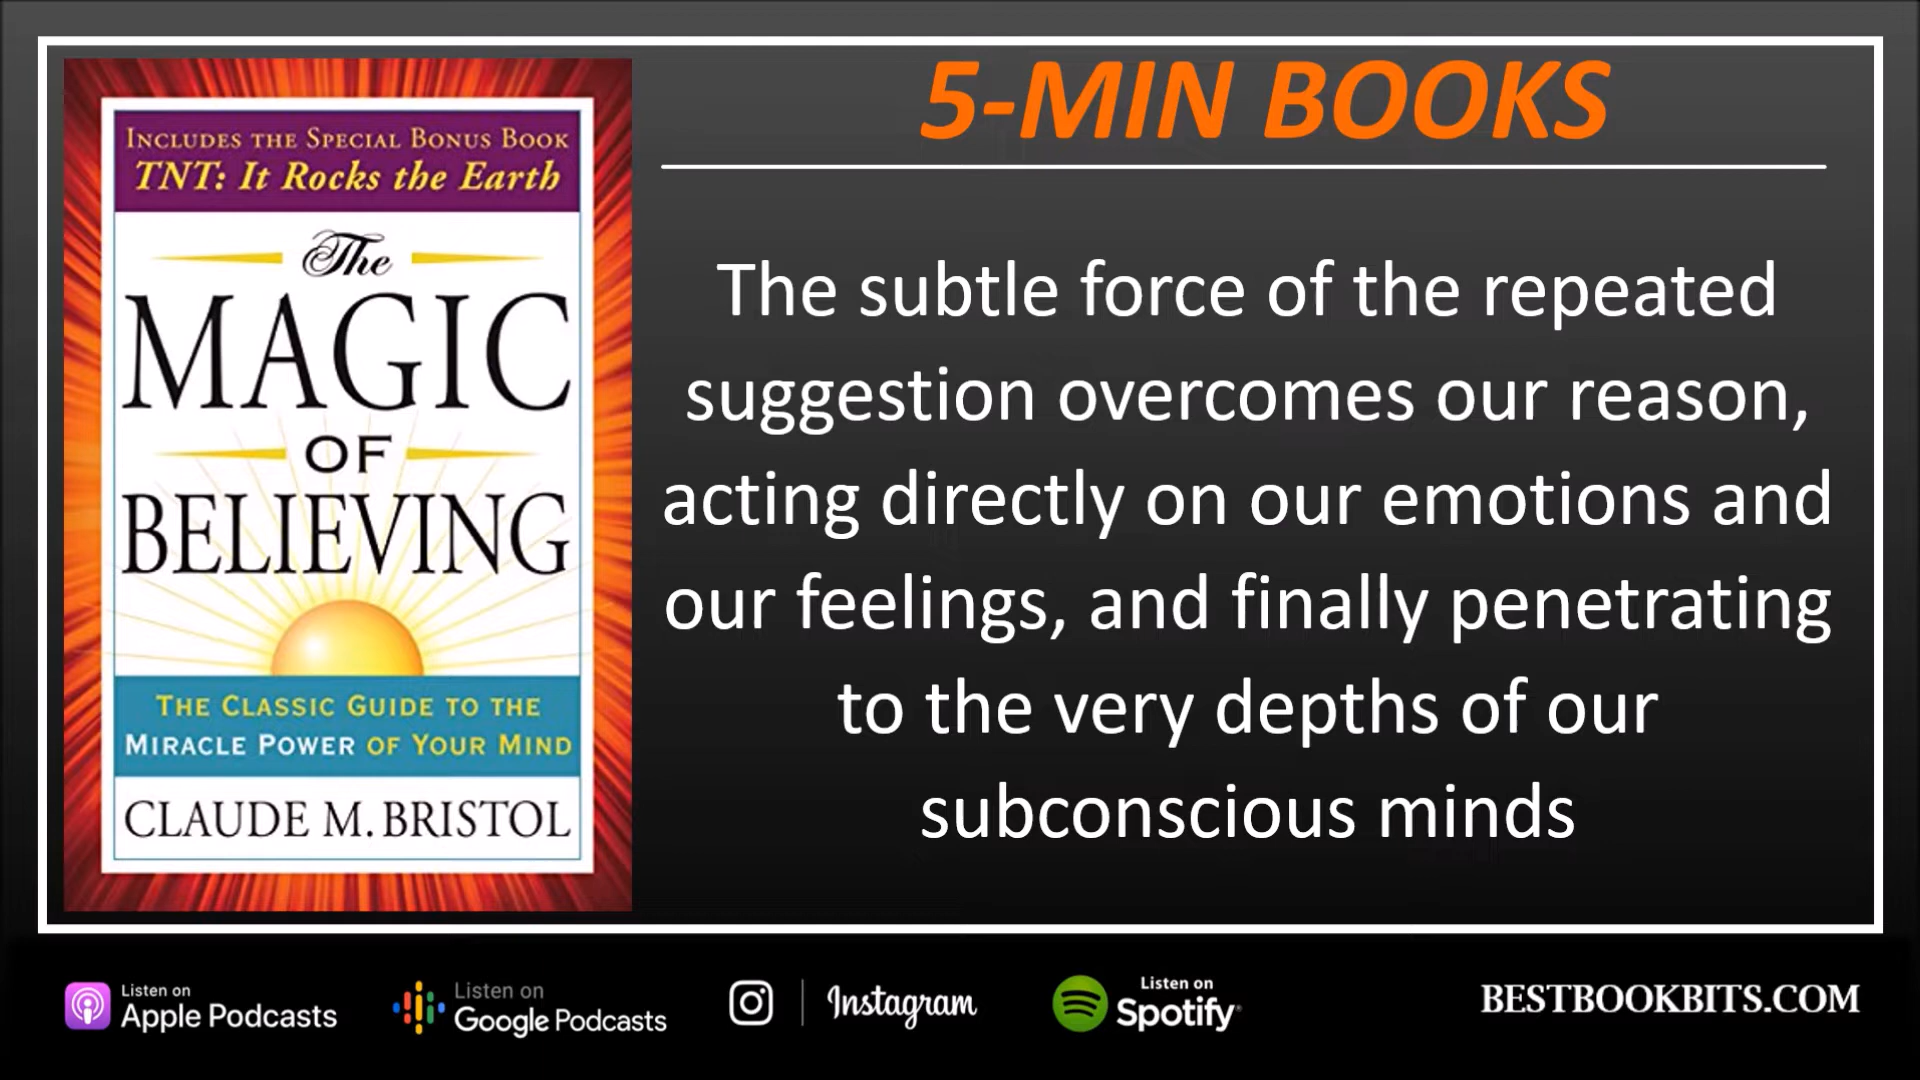 INCLUDES THE SPECIAL BONUS BOOK
TNT: It Rocks the Earth
The
MAGIC
OF
BELIEVING
THE CLASSIC GUIDE TO THE
MIRACLE POWER OF YOUR MIND
CLAUDE M. BRISTOL
5-MIN BOOKS
The subtle force of the repeated
suggestion overcomes our reason,
acting directly on our emotions and
our feelings, and finally penetrating
to the very depths of our
subconscious minds
Listen on
Apple Podcasts
Listen on
Google Podcasts
Instagram
Listen on
Spotify
BESTBOOKBITS.COM